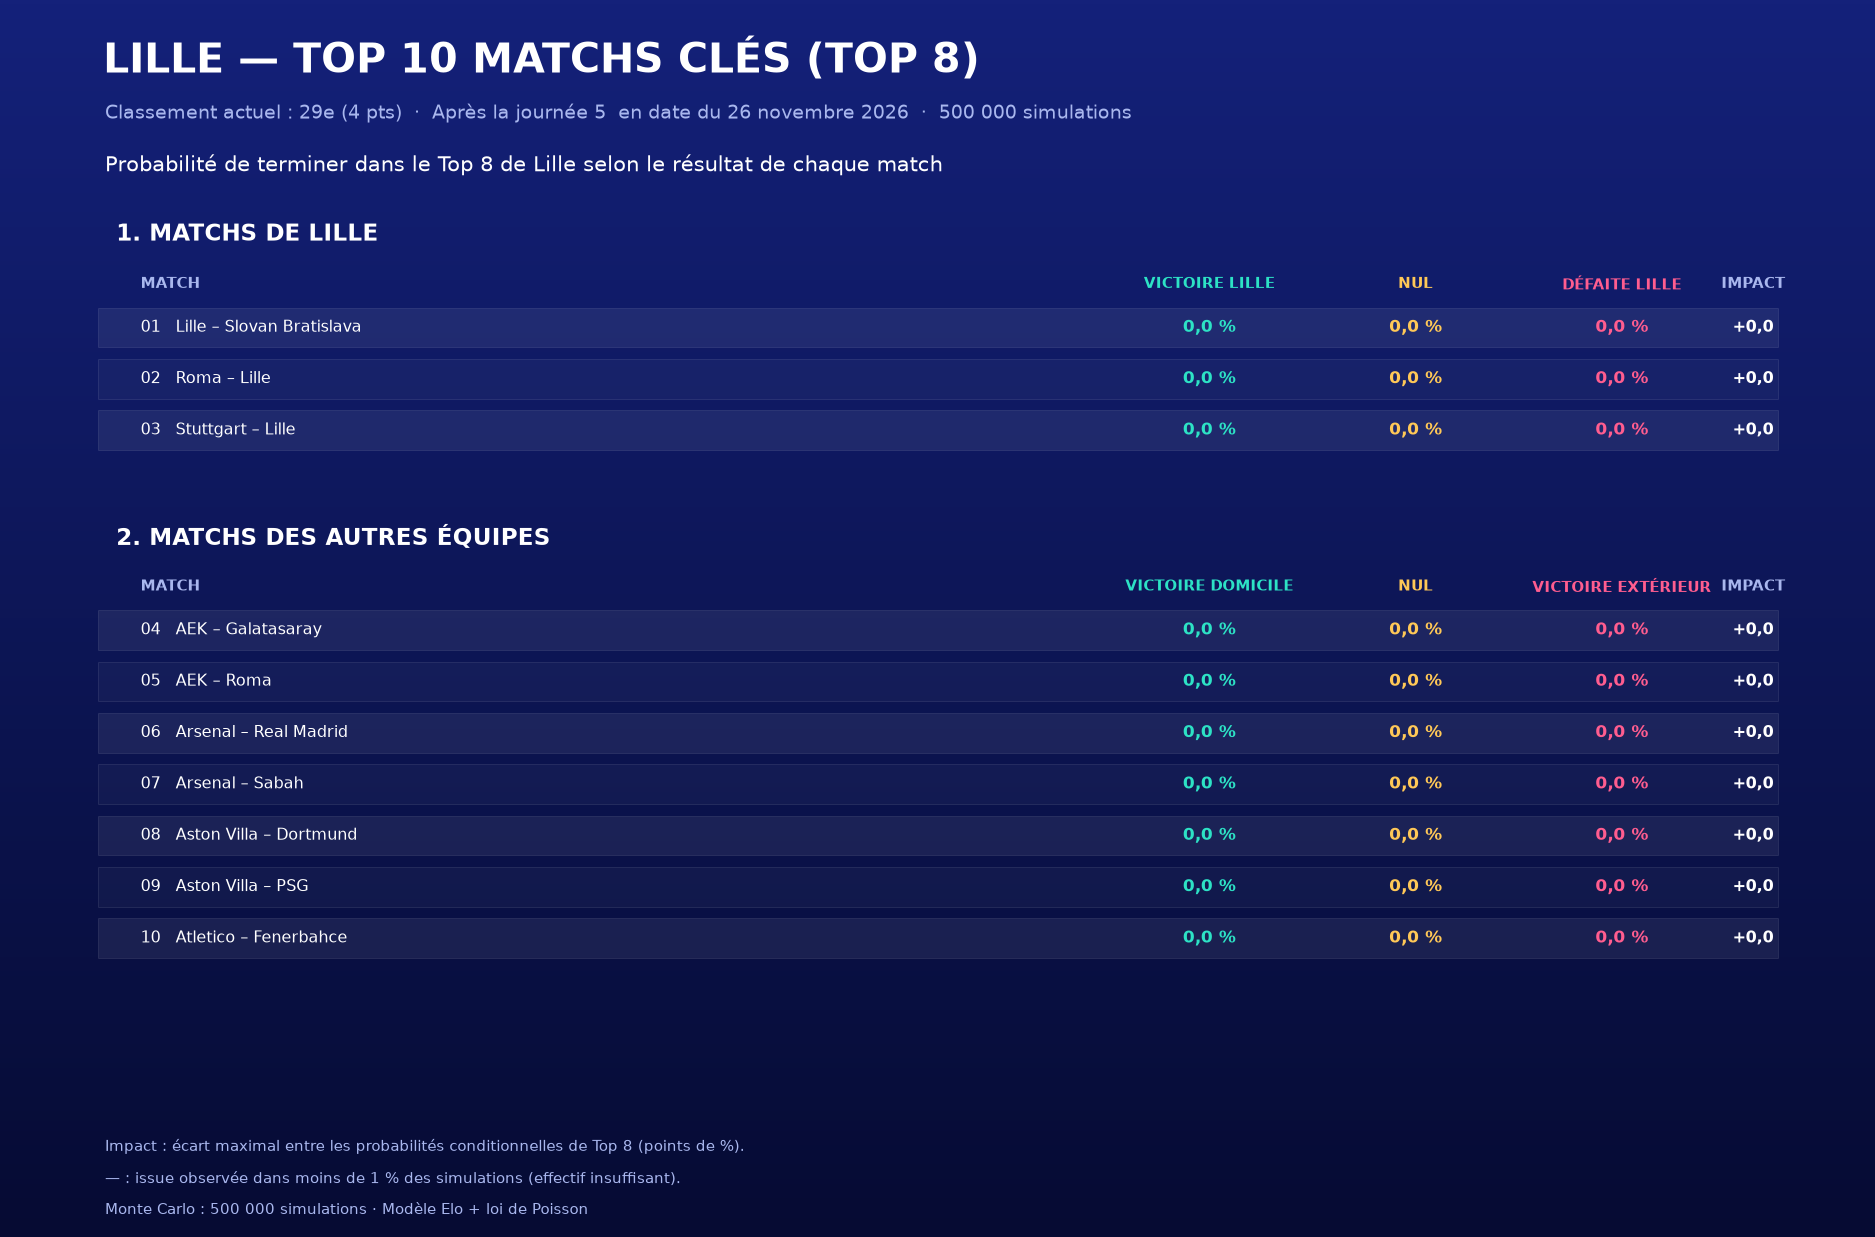 LILLE — TOP 10 MATCHS CLÉS (TOP 8)
Classement actuel : 29e (4 pts) · Après la journée 5 en date du 26 novembre 2026 · 500 000 simulations
Probabilité de terminer dans le Top 8 de Lille selon le résultat de chaque match
1. MATCHS DE LILLE
MATCH VICTOIRE LILLE NUL DÉFAITE LILLE IMPACT
01 Lille – Slovan Bratislava 0,0 % 0,0 % 0,0 % +0,0
02 Roma – Lille 0,0 % 0,0 % 0,0 % +0,0
03 Stuttgart – Lille 0,0 % 0,0 % 0,0 % +0,0
2. MATCHS DES AUTRES ÉQUIPES
MATCH VICTOIRE DOMICILE NUL VICTOIRE EXTÉRIEUR IMPACT
04 AEK – Galatasaray 0,0 % 0,0 % 0,0 % +0,0
05 AEK – Roma 0,0 % 0,0 % 0,0 % +0,0
06 Arsenal – Real Madrid 0,0 % 0,0 % 0,0 % +0,0
07 Arsenal – Sabah 0,0 % 0,0 % 0,0 % +0,0
08 Aston Villa – Dortmund 0,0 % 0,0 % 0,0 % +0,0
09 Aston Villa – PSG 0,0 % 0,0 % 0,0 % +0,0
10 Atletico – Fenerbahce 0,0 % 0,0 % 0,0 % +0,0
Impact : écart maximal entre les probabilités conditionnelles de Top 8 (points de %).
— : issue observée dans moins de 1 % des simulations (effectif insuffisant).
Monte Carlo : 500 000 simulations · Modèle Elo + loi de Poisson